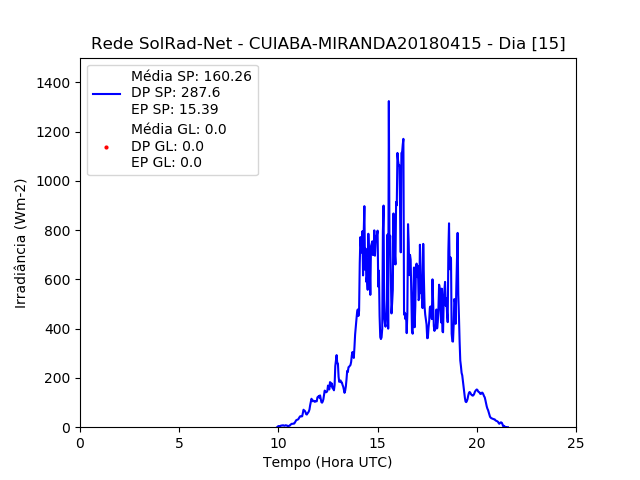 Rede SolRad-Net - CUIABA-MIRANDA20180415 - Dia [15]
Média SP: 160.26
DP SP: 287.6
EP SP: 15.39
Média GL: 0.0
DP GL: 0.0
EP GL: 0.0
1400
1200
1000
800
600
400
200
0
Irradiância (Wm-2)
0 5 10 15 20 25
Tempo (Hora UTC)